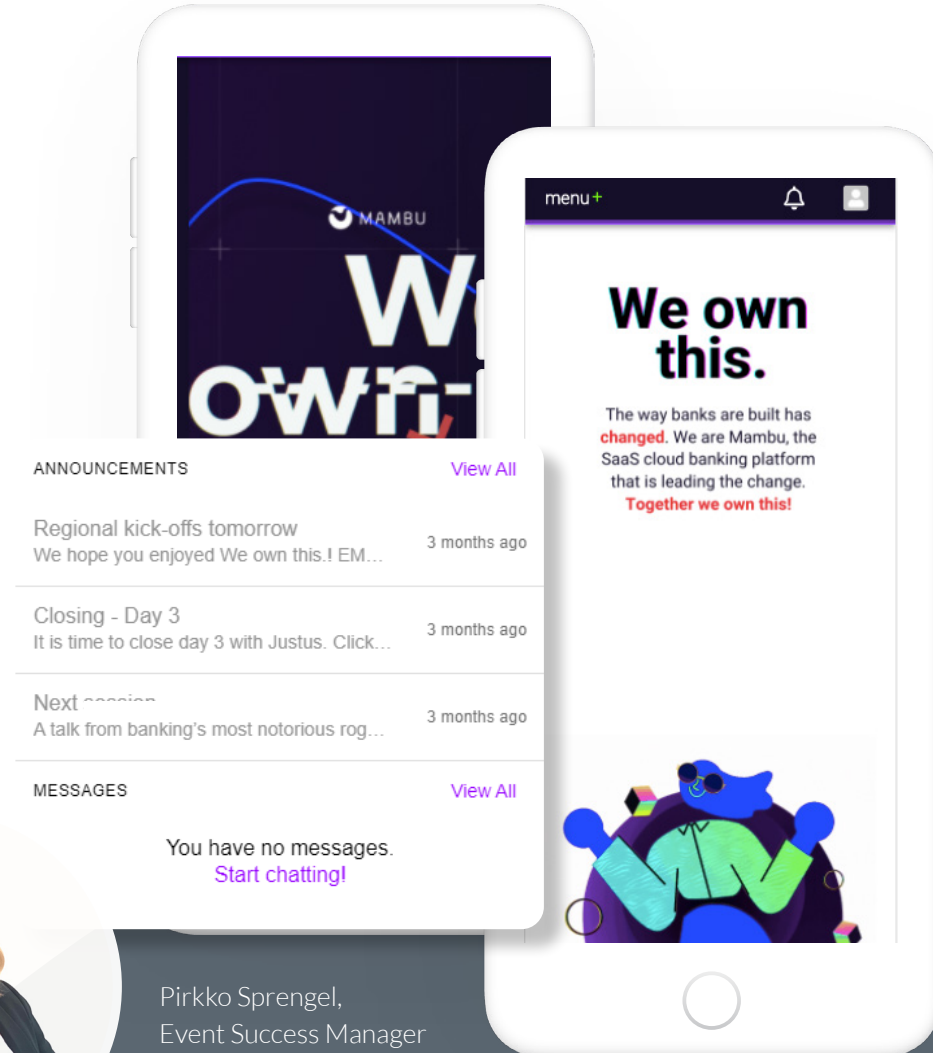 MAMBU
We
own
menu+
We own
this.
The way banks are built has
changed. We are Mambu, the
SaaS cloud banking platform
that is leading the change.
Together we own this!
ANNOUNCEMENTS
View All
Regional kick-offs tomorrow
We hope you enjoyed We own this.! EM...
3 months ago
Closing - Day 3
It is time to close day 3 with Justus. Click...
3 months ago
Next session
A talk from banking's most notorious rog...
3 months ago
MESSAGES
View All
You have no messages.
Start chatting!
Pirkko Sprengel,
Event Success Manager